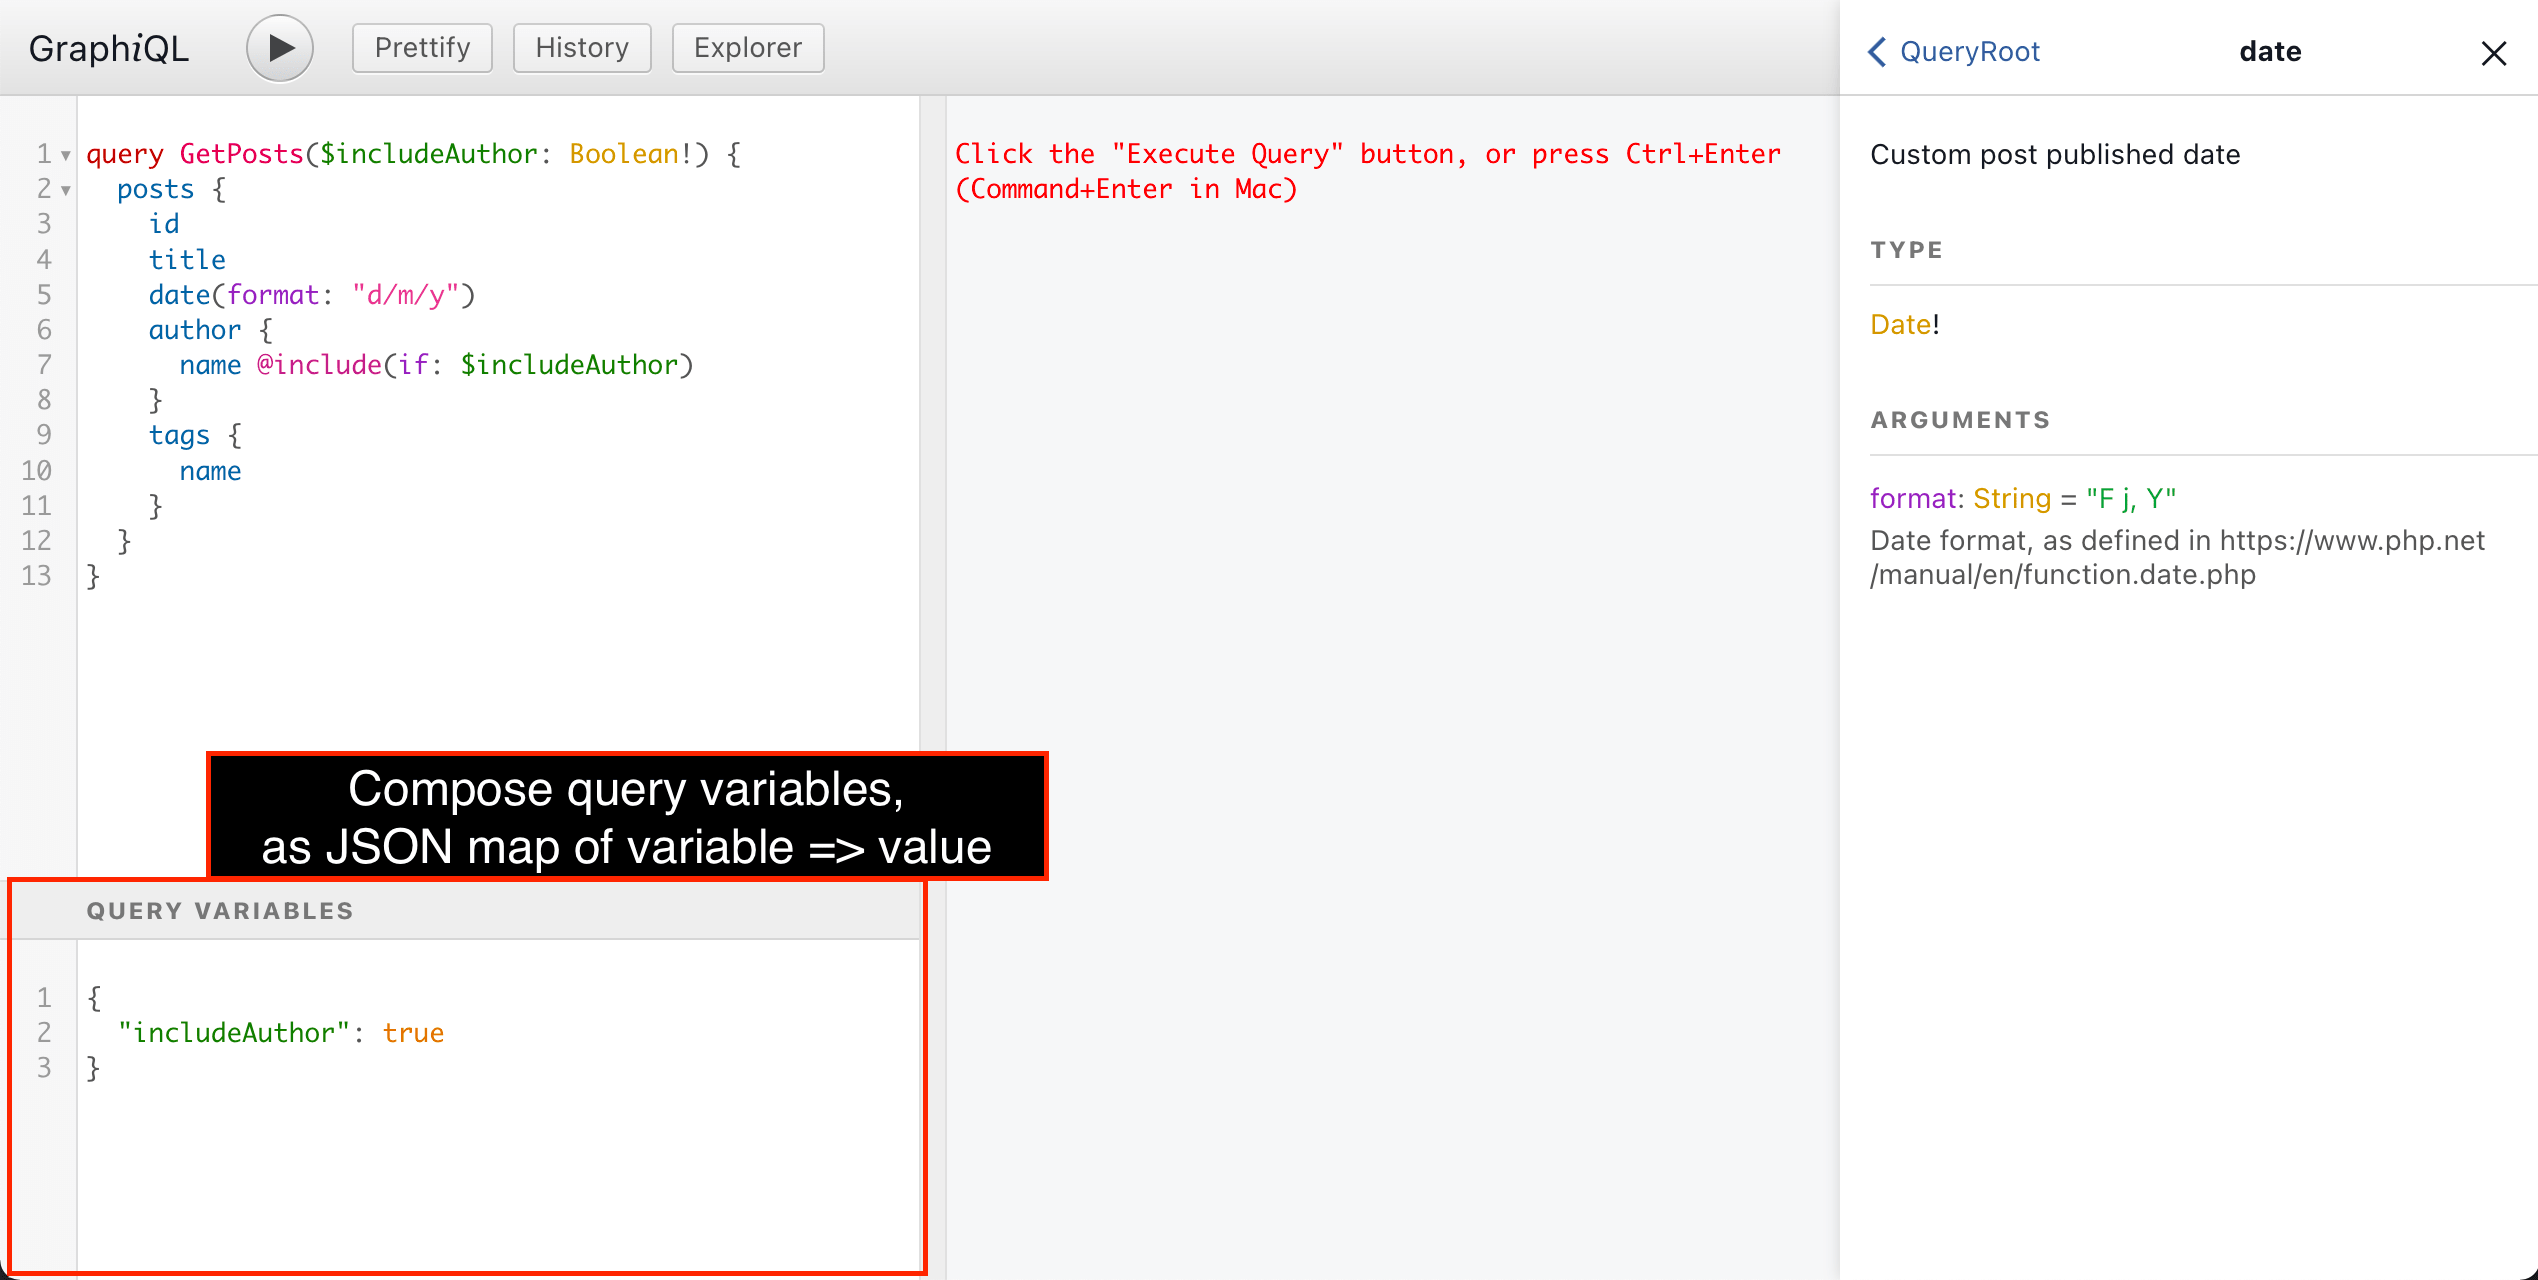 GraphiQL
Prettify
History
Explorer
1 query GetPosts($includeAuthor: Boolean!) {
2   posts {
3     id
4     title
5     date(format: "d/m/y")
6     author {
7       name @include(if: $includeAuthor)
8     }
9     tags {
10       name
11     }
12   }
13 }
Compose query variables,
as JSON map of variable => value
QUERY VARIABLES
1 {
2   "includeAuthor": true
3 }
Click the "Execute Query" button, or press Ctrl+Enter
(Command+Enter in Mac)
QueryRoot
date
Custom post published date
TYPE
Date!
ARGUMENTS
format: String = "F j, Y"
Date format, as defined in https://www.php.net
/manual/en/function.date.php